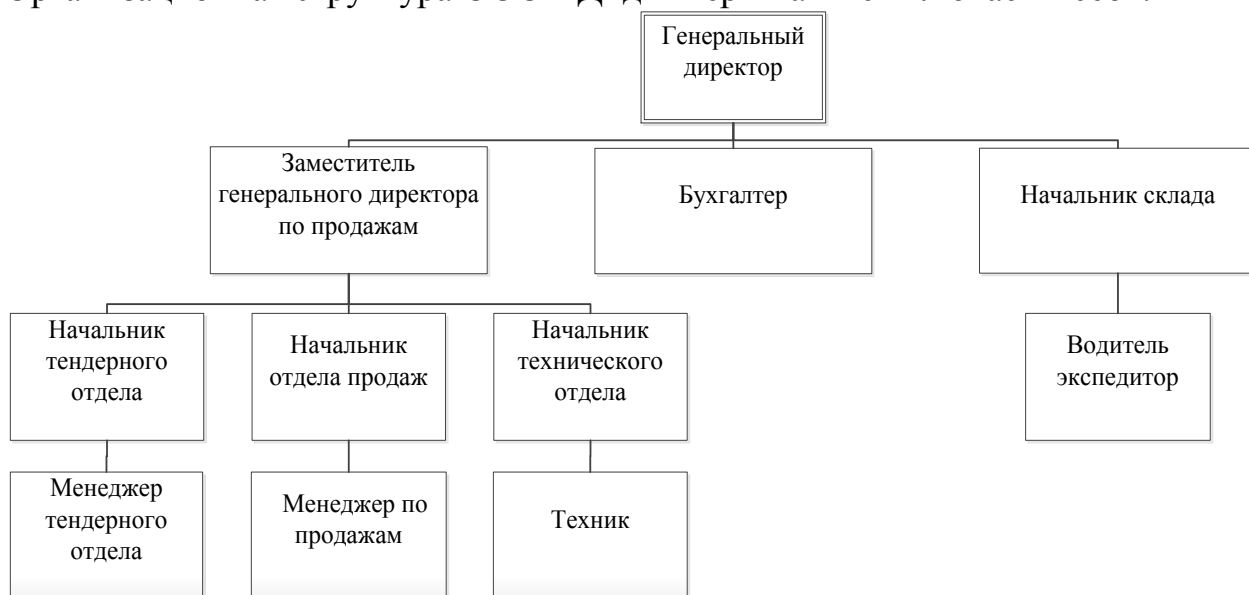 Генеральный
директор
Заместитель
генерального директора
по продажам
Бухгалтер
Начальник склада
Начальник
тендерного
отдела
Начальник
отдела продаж
Начальник
технического
отдела
Водитель
экспедитор
Менеджер
тендерного
отдела
Менеджер по
продажам
Техник